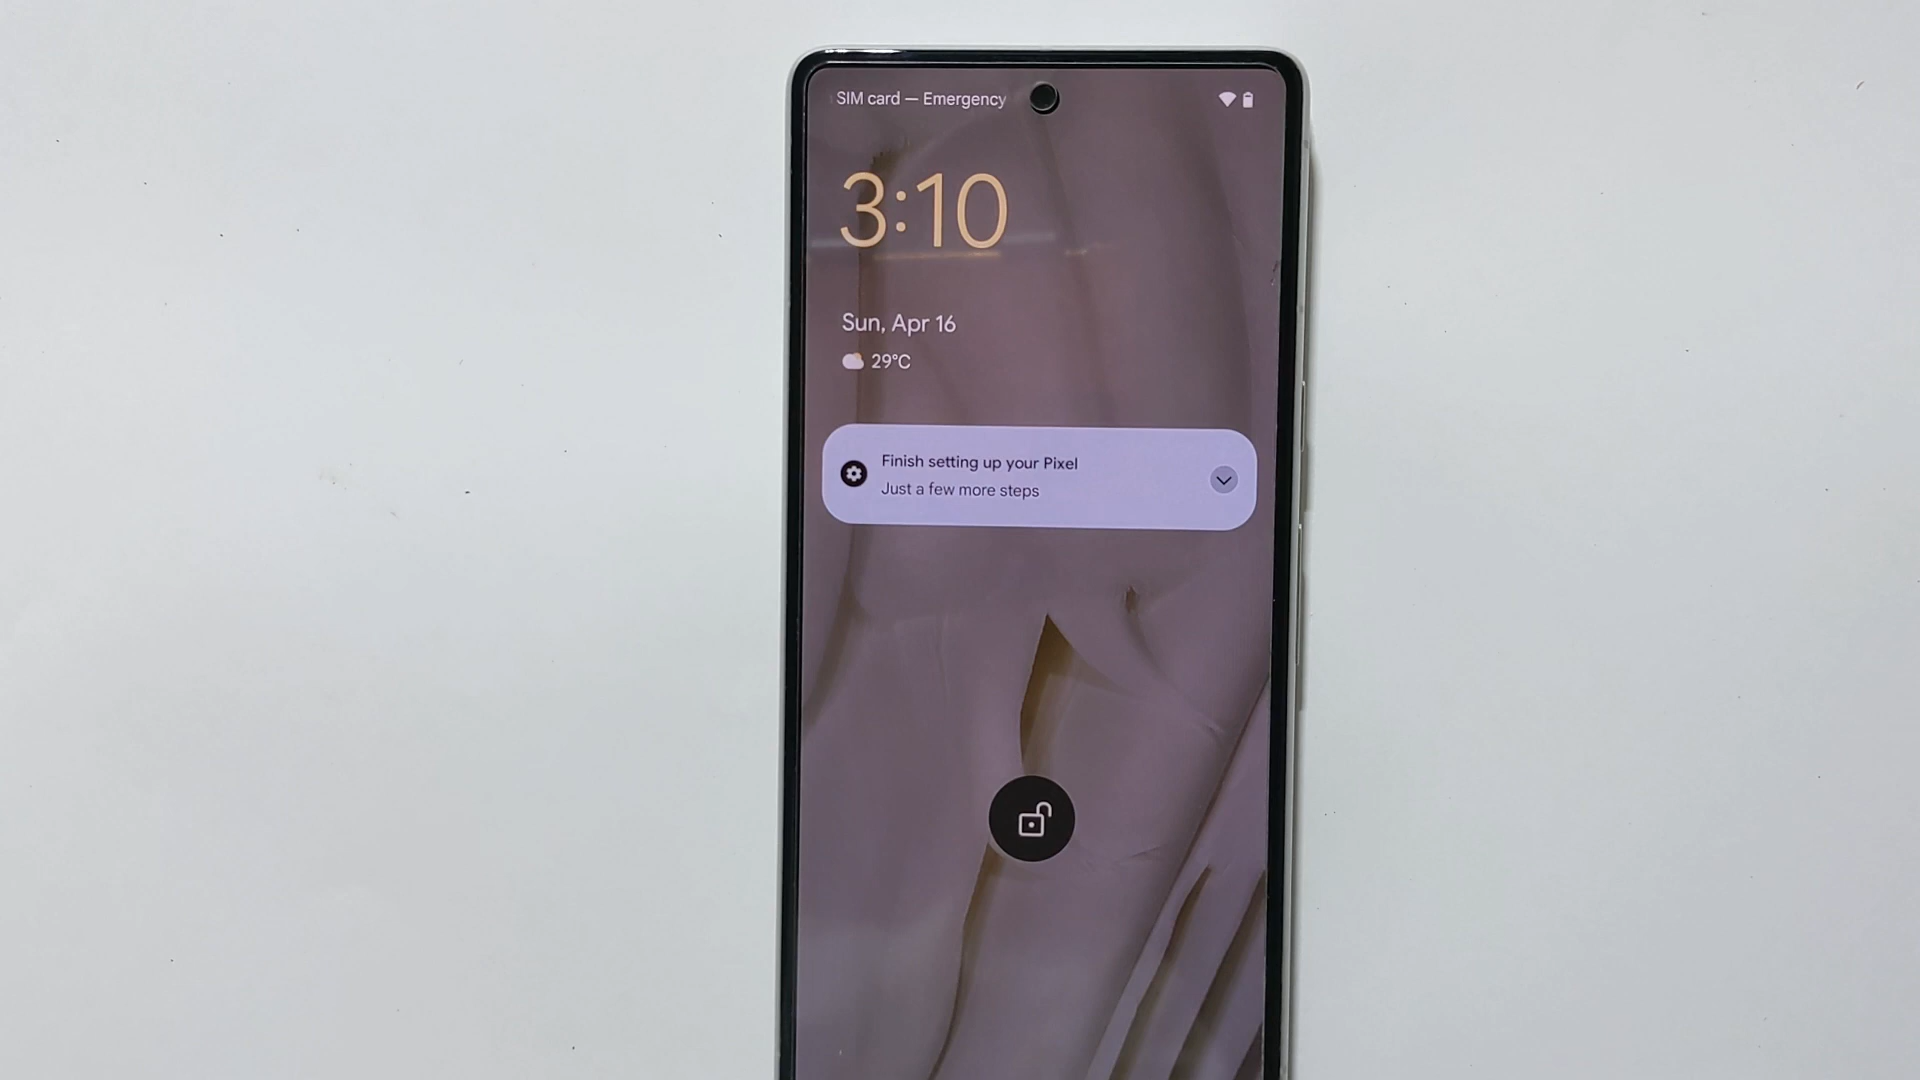 SIM card — Emergency
3:10
Sun, Apr 16
29°C
Finish setting up your Pixel
Just a few more steps